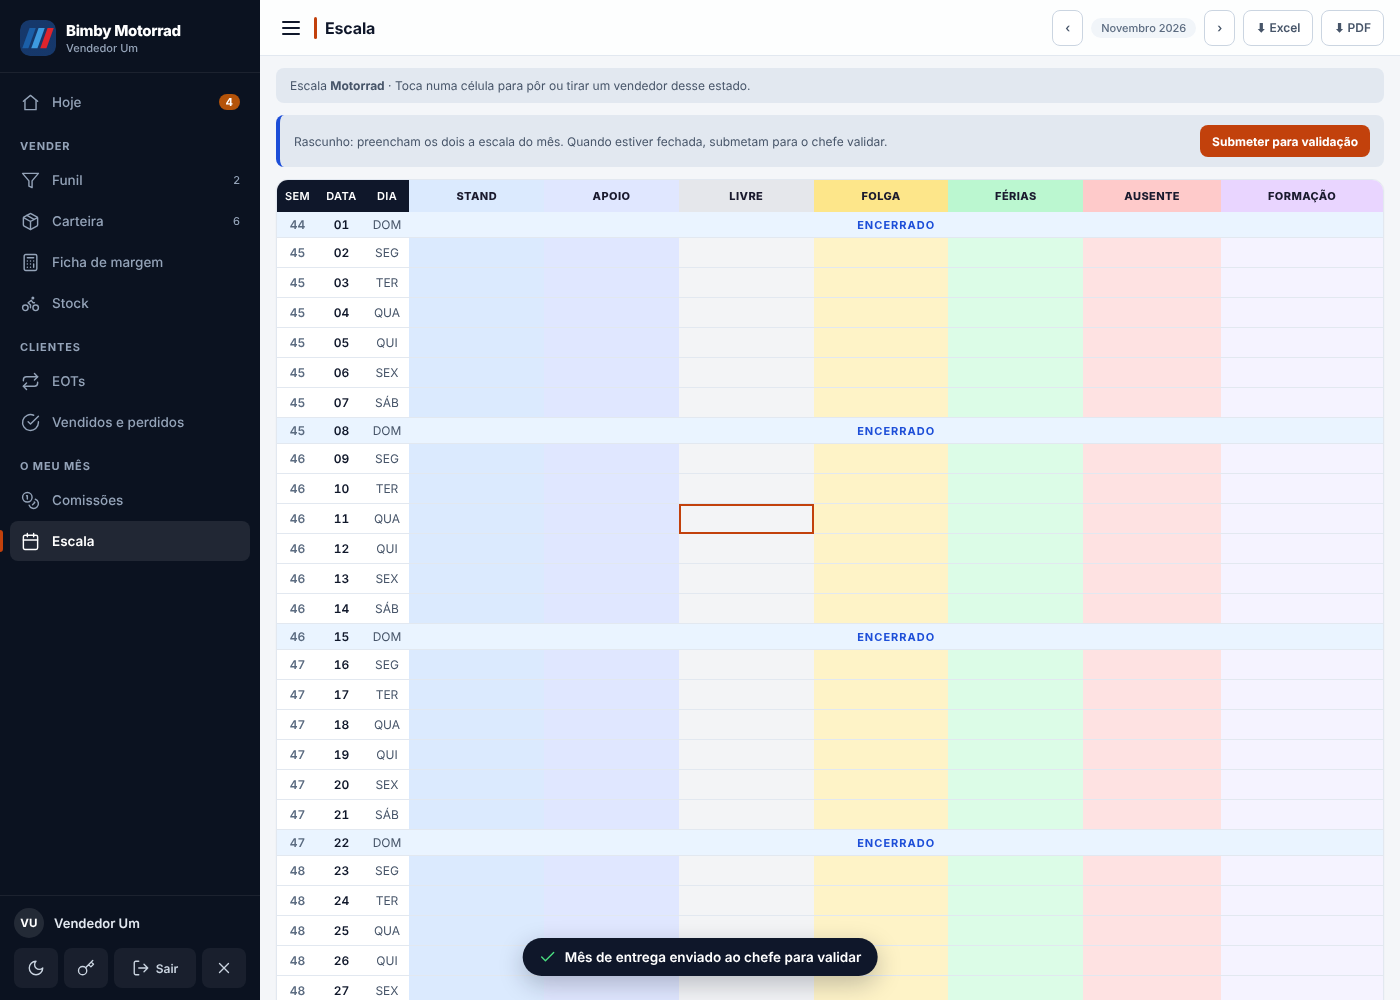 Bimby Motorrad
Vendedor Um
Hoje 4
VENDER
Funil 2
Carteira 6
Ficha de margem
Stock
CLIENTES
EOTs
Vendidos e perdidos
O MEU MÊS
Comissões
Escala
VU Vendedor Um
Sair
Escala
‹ Novembro 2026 › ⬇ Excel ⬇ PDF
Escala Motorrad · Toca numa célula para pôr ou tirar um vendedor desse estado.
Rascunho: preencham os dois a escala do mês. Quando estiver fechada, submetam para o chefe validar. Submeter para validação
SEM DATA DIA STAND APOIO LIVRE FOLGA FÉRIAS AUSENTE FORMAÇÃO
44 01 DOM ENCERRADO
45 02 SEG
45 03 TER
45 04 QUA
45 05 QUI
45 06 SEX
45 07 SÁB
45 08 DOM ENCERRADO
46 09 SEG
46 10 TER
46 11 QUA
46 12 QUI
46 13 SEX
46 14 SÁB
46 15 DOM ENCERRADO
47 16 SEG
47 17 TER
47 18 QUA
47 19 QUI
47 20 SEX
47 21 SÁB
47 22 DOM ENCERRADO
48 23 SEG
48 24 TER
48 25 QUA
48 26 QUI
48 27 SEX
Mês de entrega enviado ao chefe para validar